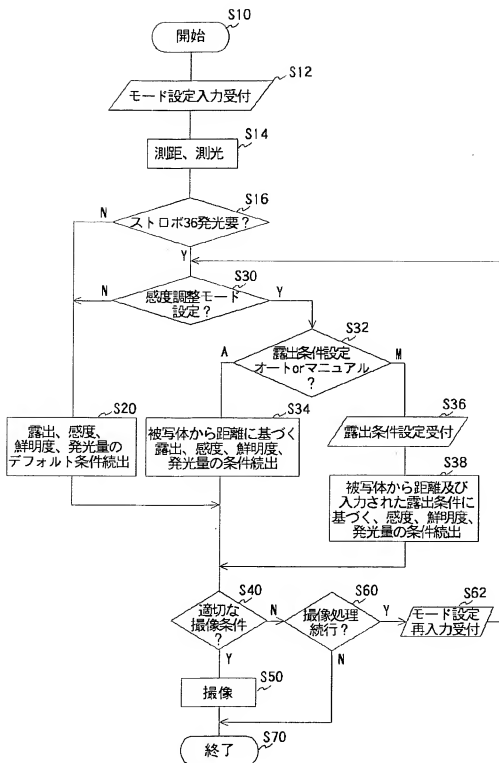 S10
開始
S12
モード設定入力受付
S14
測距、測光
S16
ストロボ36発光要?
N
Y
S30
感度調整モード
設定?
N
Y
S32
露出条件設定
オートorマニュアル
?
A
M
S20
露出、感度、
鮮明度、発光量の
デフォルト条件続出
S34
被写体から距離に基づく
露出、感度、鮮明度、
発光量の条件続出
S36
露出条件設定受付
S38
被写体から距離及び
入力された露出条件に
基づく、感度、鮮明度、
発光量の条件続出
S40
適切な
撮像条件
?
N
Y
S60
撮像処理
続行?
Y
N
S62
モード設定
再入力受付
S50
撮像
S70
終了